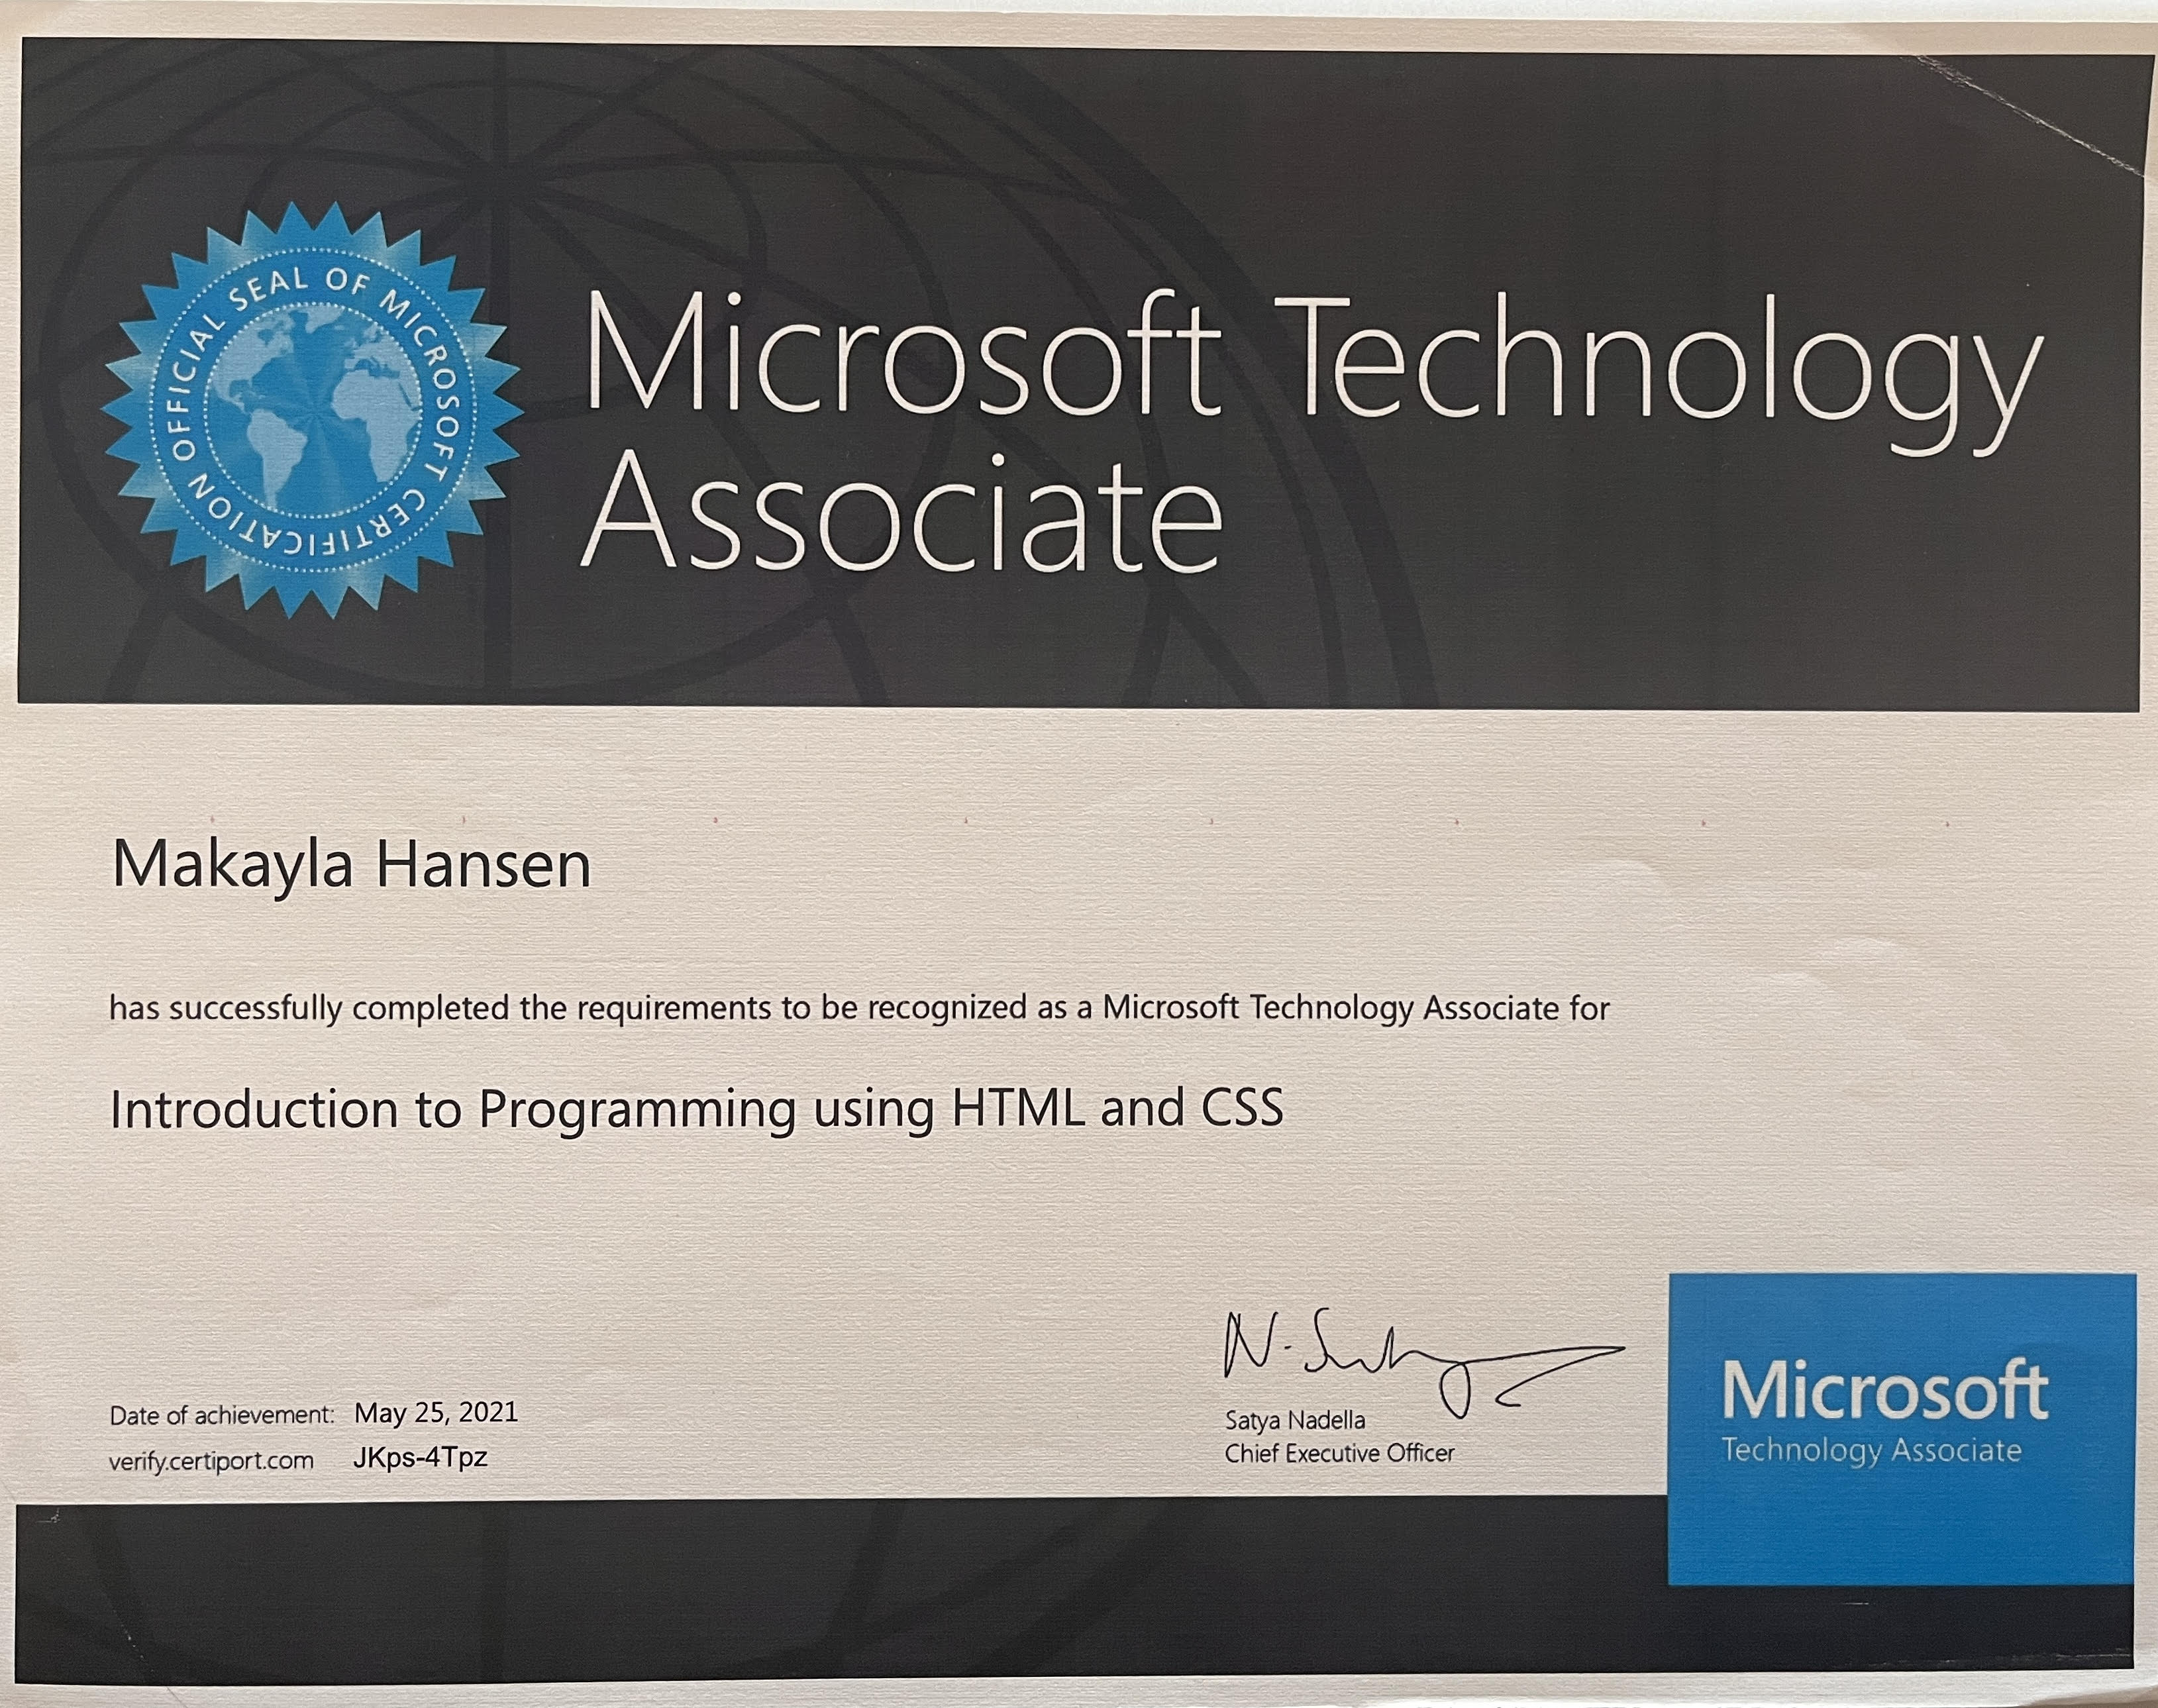 OFFICIAL SEAL OF MICROSOFT CERTIFICATION
Microsoft Technology
Associate
Makayla Hansen
has successfully completed the requirements to be recognized as a Microsoft Technology Associate for
Introduction to Programming using HTML and CSS
Date of achievement: May 25, 2021
verify.certiport.com JKps-4Tpz
N. Satya
Satya Nadella
Chief Executive Officer
Microsoft
Technology Associate